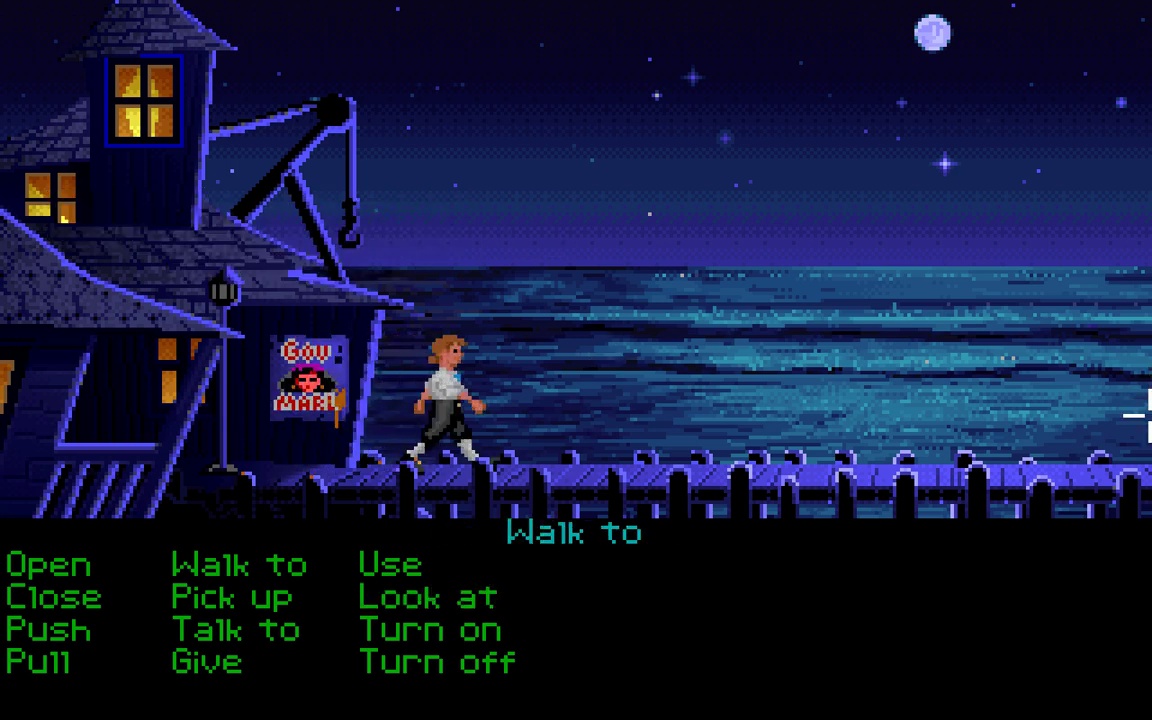 Gov
MARL
Walk to
Open Walk to Use
Close Pick up Look at
Push Talk to Turn on
Pull Give Turn off